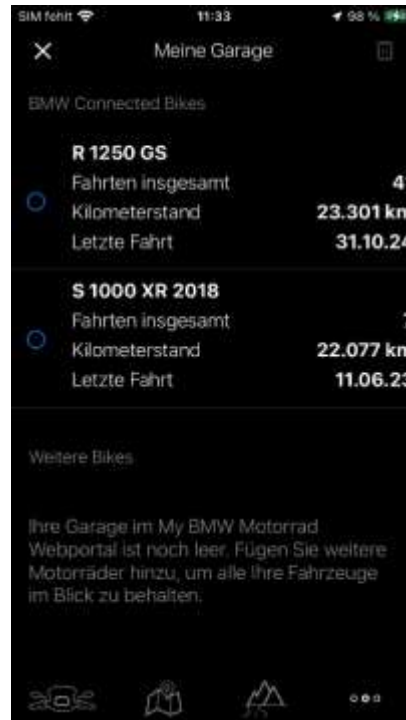 SIM fehlt 11:33 98 %
Meine Garage
BMW Connected Bikes
R 1250 GS
Fahrten insgesamt 4
Kilometerstand 23.301 km
Letzte Fahrt 31.10.24
S 1000 XR 2018
Fahrten insgesamt
Kilometerstand 22.077 km
Letzte Fahrt 11.06.23
Weitere Bikes
Ihre Garage im My BMW Motorrad
Webportal ist noch leer. Fügen Sie weitere
Motorräder hinzu, um alle Ihre Fahrzeuge
im Blick zu behalten.